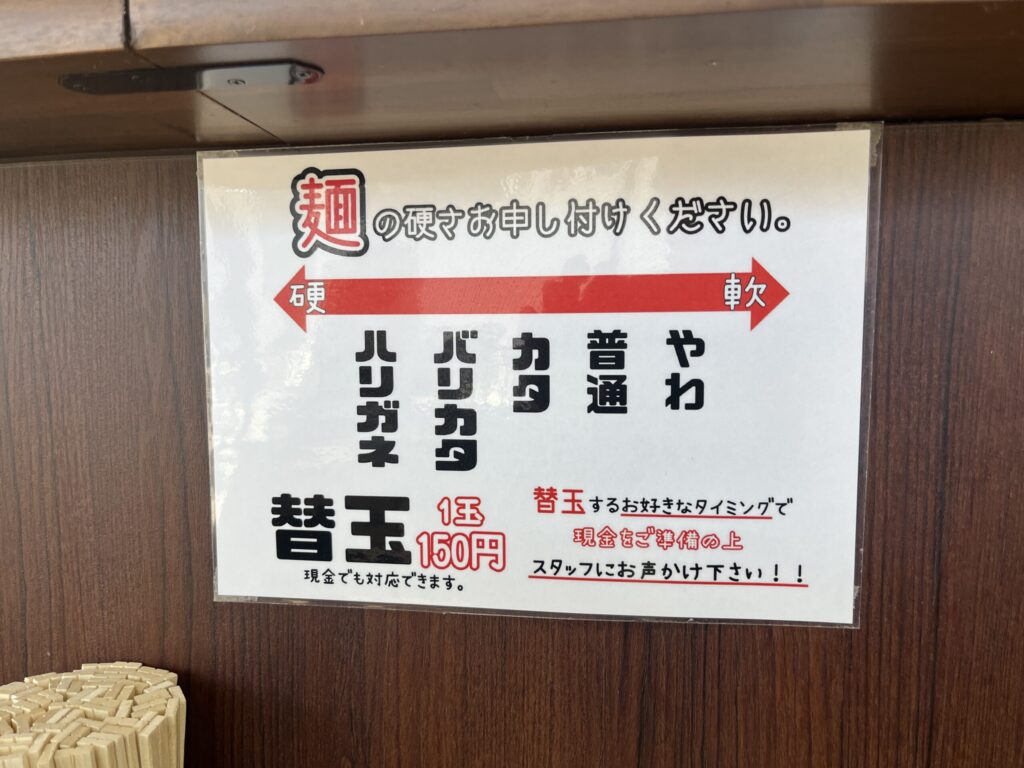 麺の硬さお申し付けください。
硬
軟
ハリガネ
バリカタ
カタ
普通
やわ
替玉 1玉 150円
現金でも対応できます。
替玉するお好きなタイミングで
現金をご準備の上
スタッフにお声かけ下さい！！